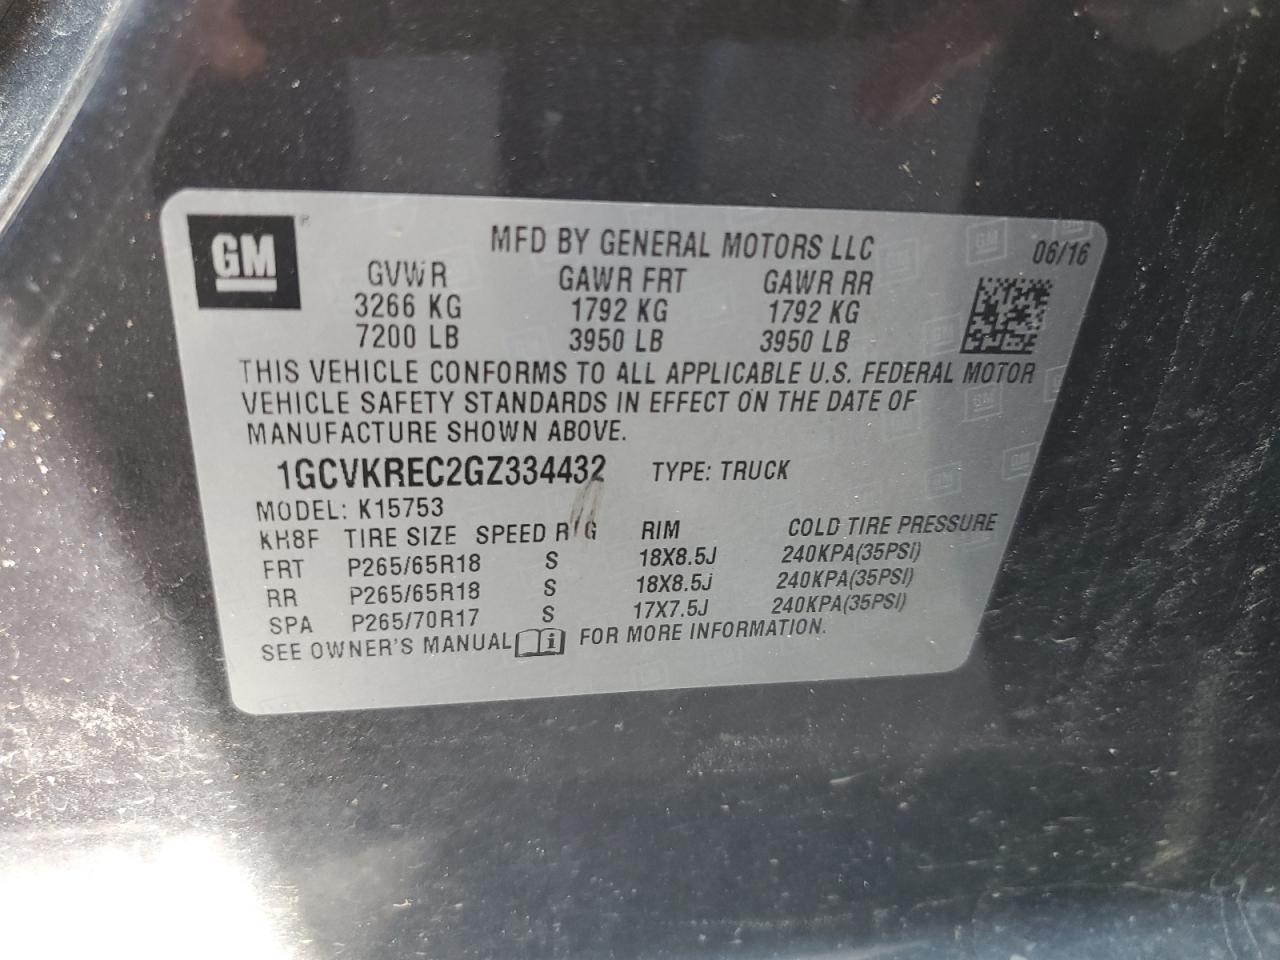 GM
MFD BY GENERAL MOTORS LLC 06/16
GVWR GAWR FRT GAWR RR
3266 KG 1792 KG 1792 KG
7200 LB 3950 LB 3950 LB
THIS VEHICLE CONFORMS TO ALL APPLICABLE U.S. FEDERAL MOTOR
VEHICLE SAFETY STANDARDS IN EFFECT ON THE DATE OF
MANUFACTURE SHOWN ABOVE.
1GCVKREC2GZ334432 TYPE: TRUCK
MODEL: K15753
KH8F TIRE SIZE SPEED RTG RIM COLD TIRE PRESSURE
FRT P265/65R18 S 18X8.5J 240KPA(35PSI)
RR P265/65R18 S 18X8.5J 240KPA(35PSI)
SPA P265/70R17 S 17X7.5J 240KPA(35PSI)
SEE OWNER'S MANUAL i FOR MORE INFORMATION.